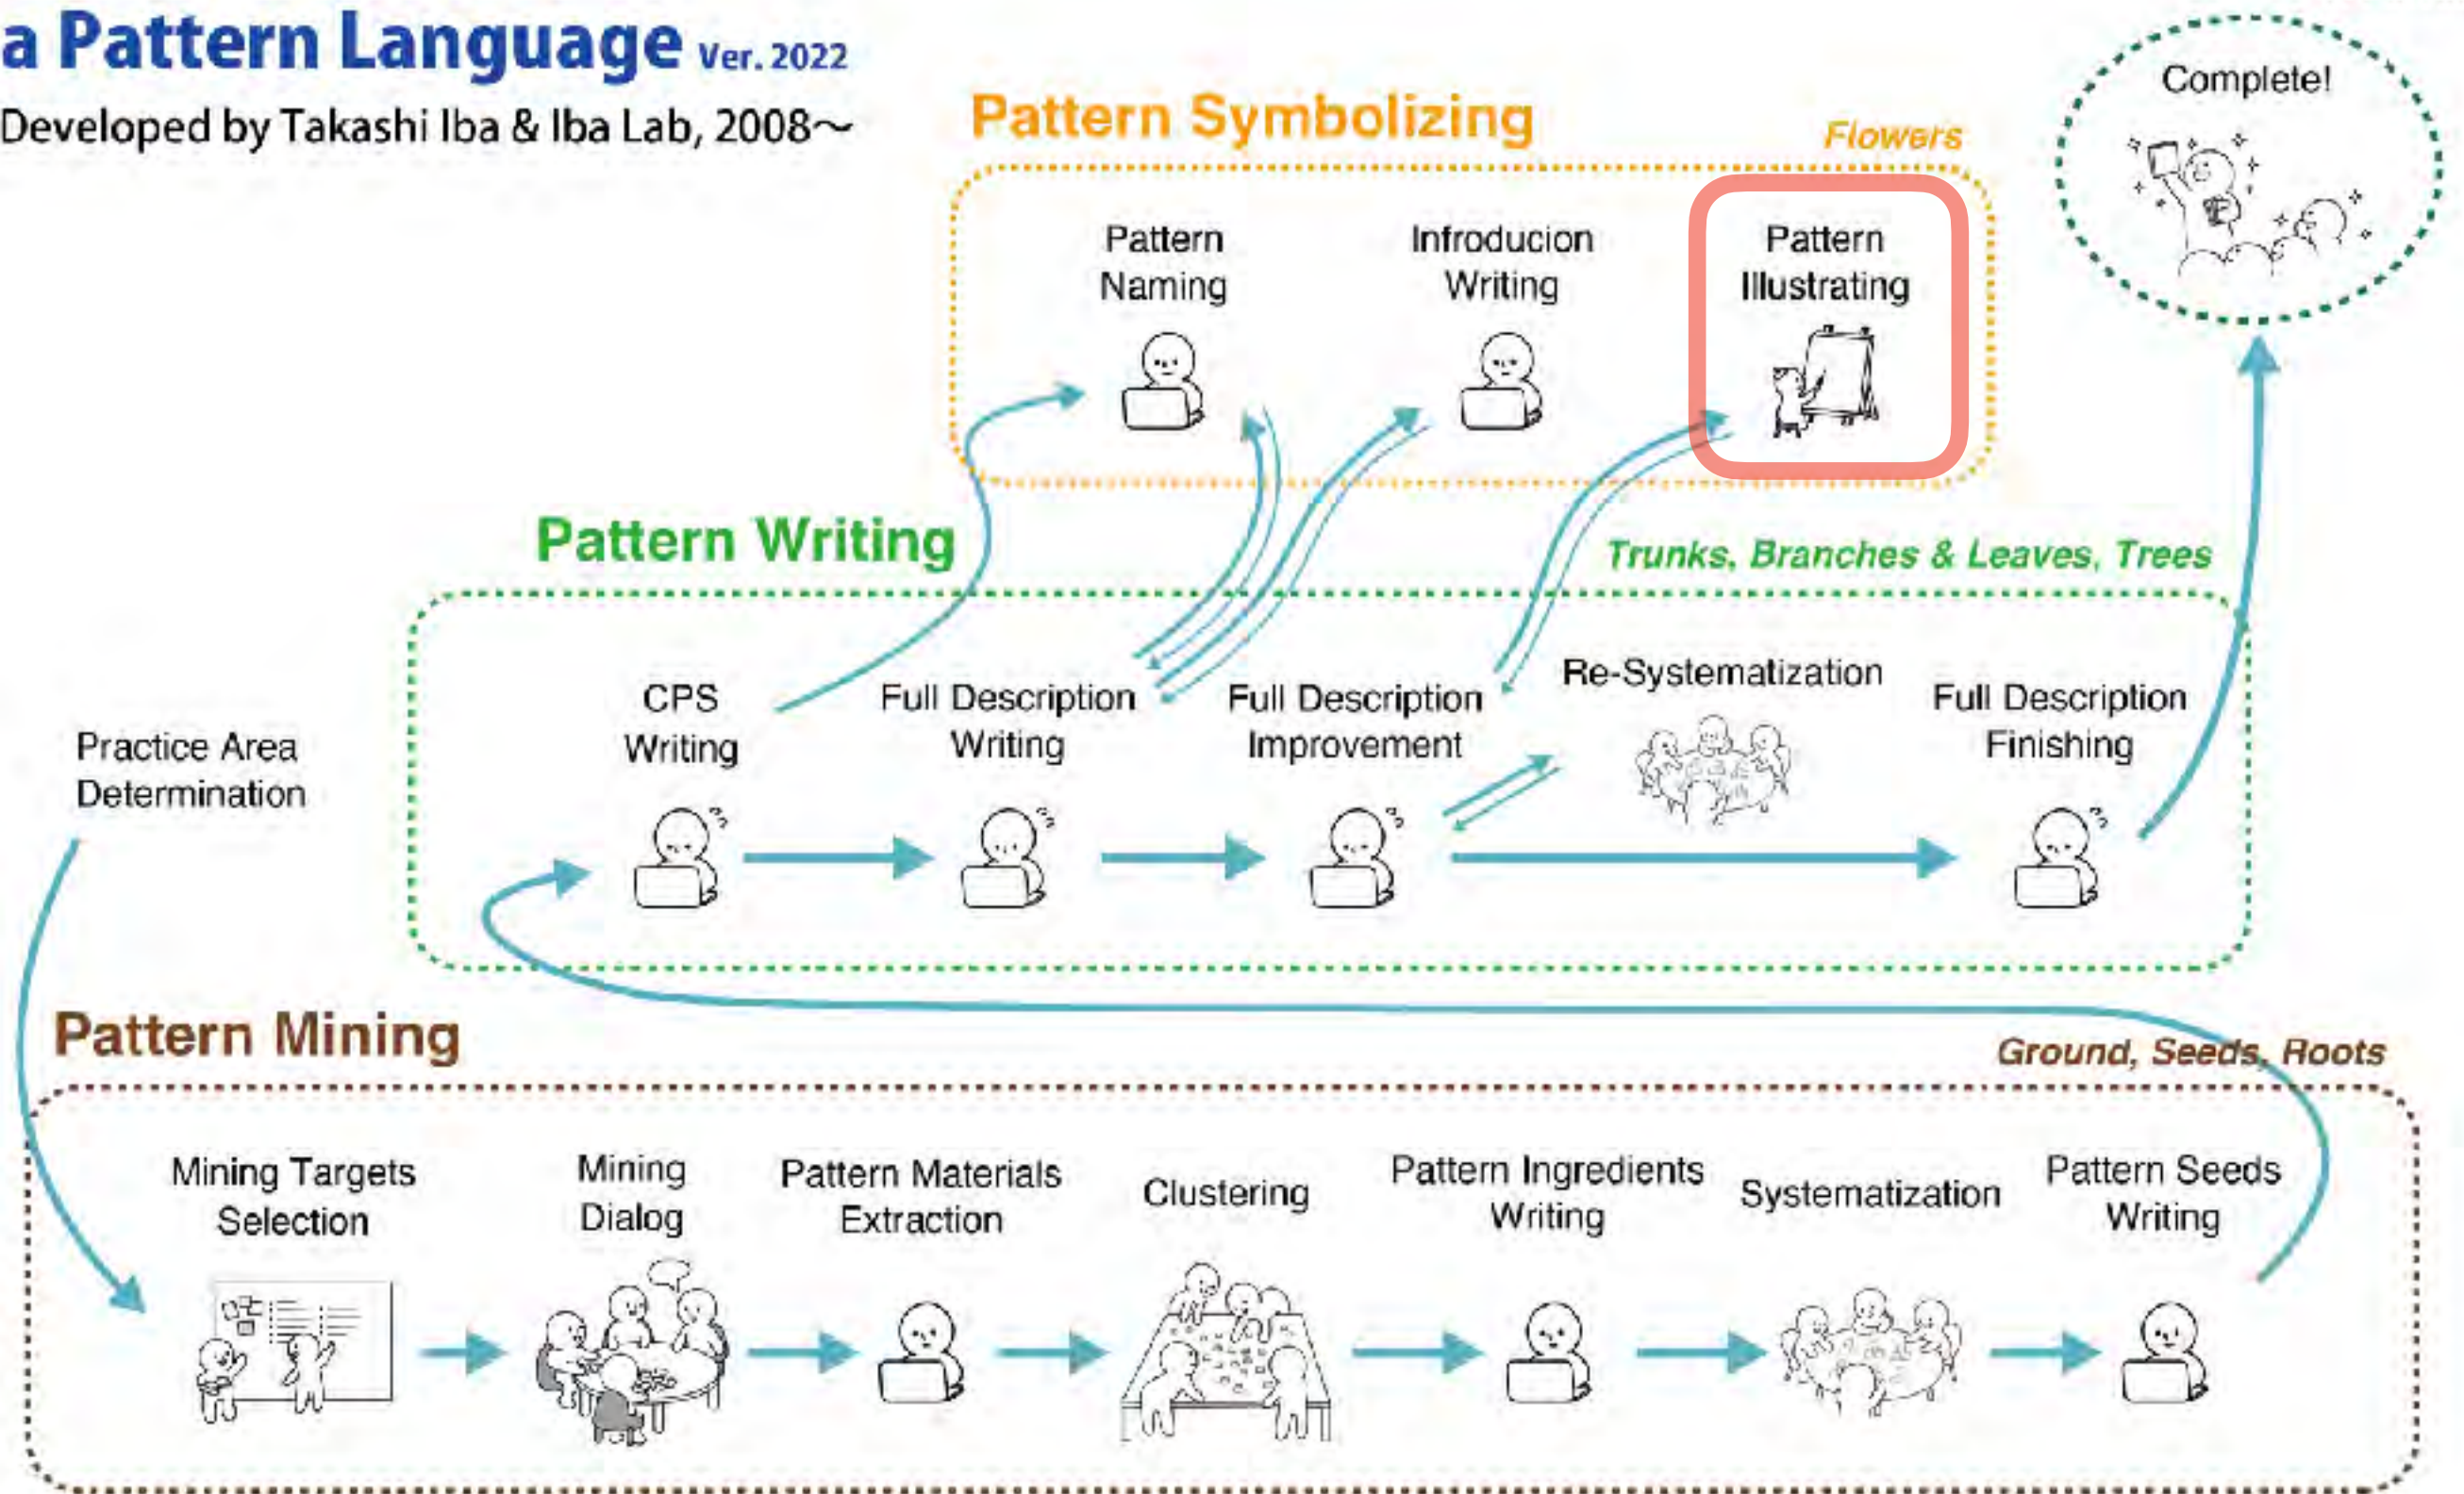 a Pattern Language Ver. 2022
Developed by Takashi Iba & Iba Lab, 2008～
Pattern Symbolizing
Flowers
Complete!
Pattern
Naming
Infroducion
Writing
Pattern
Illustrating
Pattern Writing
Trunks, Branches & Leaves, Trees
CPS
Writing
Full Description
Writing
Full Description
Improvement
Re-Systematization
Full Description
Finishing
Practice Area
Determination
Pattern Mining
Ground, Seeds, Roots
Mining Targets
Selection
Mining
Dialog
Pattern Materials
Extraction
Clustering
Pattern Ingredients
Writing
Systematization
Pattern Seeds
Writing